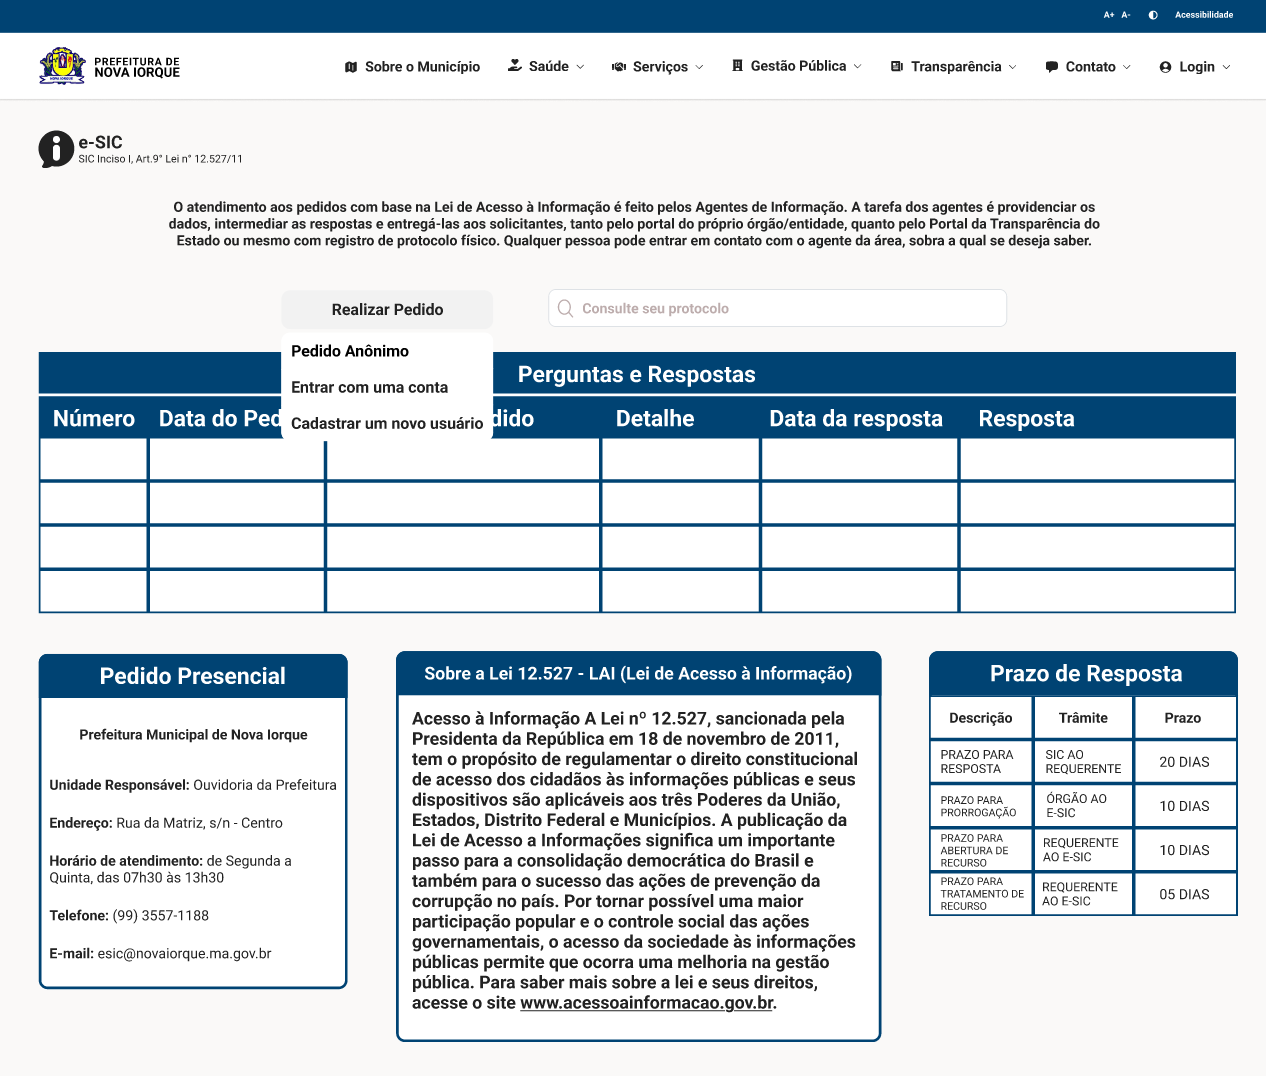 A+ A- Acessibilidade
PREFEITURA DE
NOVA IORQUE
Sobre o Município Saúde Serviços Gestão Pública Transparência Contato Login
e-SIC
SIC Inciso I, Art.9° Lei n° 12.527/11
O atendimento aos pedidos com base na Lei de Acesso à Informação é feito pelos Agentes de Informação. A tarefa dos agentes é providenciar os
dados, intermediar as respostas e entregá-las aos solicitantes, tanto pelo portal do próprio órgão/entidade, quanto pelo Portal da Transparência do
Estado ou mesmo com registro de protocolo físico. Qualquer pessoa pode entrar em contato com o agente da área, sobra a qual se deseja saber.
Realizar Pedido
Consulte seu protocolo
Pedido Anônimo
Entrar com uma conta
Cadastrar um novo usuário
Perguntas e Respostas
Número Data do Ped dido Detalhe Data da resposta Resposta
Pedido Presencial
Prefeitura Municipal de Nova Iorque
Unidade Responsável: Ouvidoria da Prefeitura
Endereço: Rua da Matriz, s/n - Centro
Horário de atendimento: de Segunda a
Quinta, das 07h30 às 13h30
Telefone: (99) 3557-1188
E-mail: esic@novaiorque.ma.gov.br
Sobre a Lei 12.527 - LAI (Lei de Acesso à Informação)
Acesso à Informação A Lei nº 12.527, sancionada pela
Presidenta da República em 18 de novembro de 2011,
tem o propósito de regulamentar o direito constitucional
de acesso dos cidadãos às informações públicas e seus
dispositivos são aplicáveis aos três Poderes da União,
Estados, Distrito Federal e Municípios. A publicação da
Lei de Acesso a Informações significa um importante
passo para a consolidação democrática do Brasil e
também para o sucesso das ações de prevenção da
corrupção no país. Por tornar possível uma maior
participação popular e o controle social das ações
governamentais, o acesso da sociedade às informações
públicas permite que ocorra uma melhoria na gestão
pública. Para saber mais sobre a lei e seus direitos,
acesse o site www.acessoainformacao.gov.br.
Prazo de Resposta
Descrição Trâmite Prazo
PRAZO PARA
RESPOSTA
SIC AO
REQUERENTE
20 DIAS
PRAZO PARA
PRORROGAÇÃO
ÓRGÃO AO
E-SIC
10 DIAS
PRAZO PARA
ABERTURA DE
RECURSO
REQUERENTE
AO E-SIC
10 DIAS
PRAZO PARA
TRATAMENTO DE
RECURSO
REQUERENTE
AO E-SIC
05 DIAS